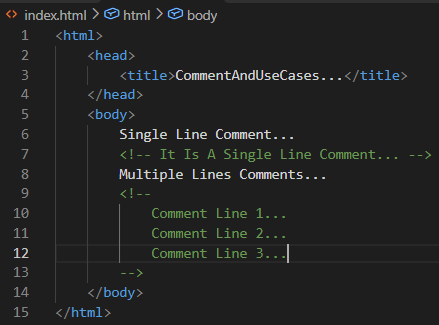 index.html > html > body
1 <html>
2 <head>
3 <title>CommentAndUseCases...</title>
4 </head>
5 <body>
6 Single Line Comment...
7 <!-- It Is A Single Line Comment... -->
8 Multiple Lines Comments...
9 <!--
10 Comment Line 1...
11 Comment Line 2...
12 Comment Line 3...
13 -->
14 </body>
15 </html>